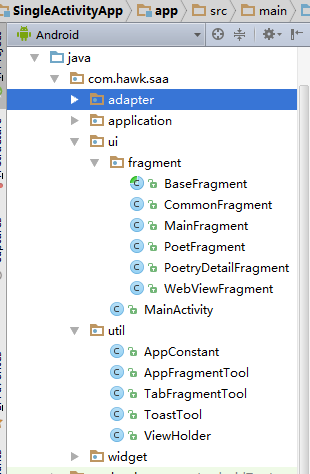 SingleActivityApp app src main
Android
java
com.hawk.saa
adapter
application
ui
fragment
BaseFragment
CommonFragment
MainFragment
PoetFragment
PoetryDetailFragment
WebViewFragment
MainActivity
util
AppConstant
AppFragmentTool
TabFragmentTool
ToastTool
ViewHolder
widget